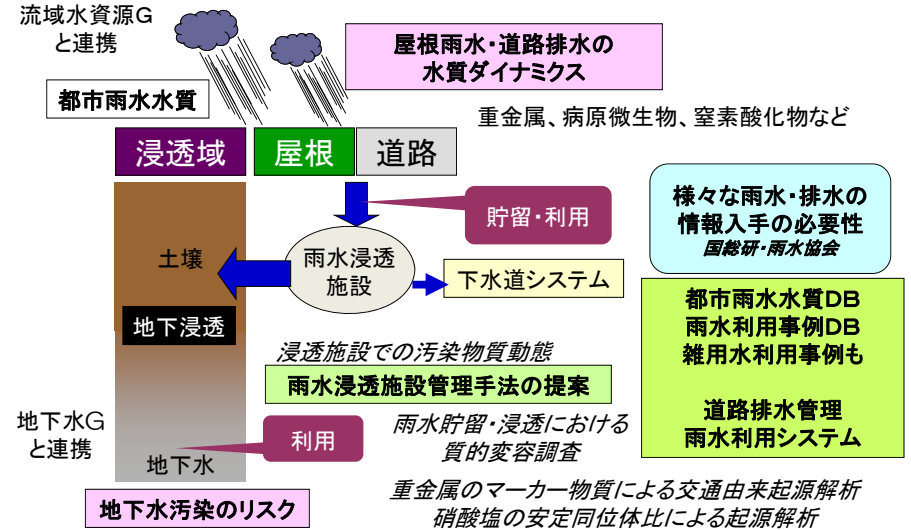 流域水資源G
と連携
屋根雨水・道路排水の
水質ダイナミクス
都市雨水水質
重金属、病原微生物、窒素酸化物など
浸透域
屋根
道路
貯留・利用
様々な雨水・排水の
情報入手の必要性
国総研・雨水協会
土壌
雨水浸透
施設
下水道システム
地下浸透
都市雨水水質DB
雨水利用事例DB
雑用水利用事例も
道路排水管理
雨水利用システム
浸透施設での汚染物質動態
雨水浸透施設管理手法の提案
地下水G
と連携
利用
雨水貯留・浸透における
質的変容調査
地下水
地下水汚染のリスク
重金属のマーカー物質による交通由来起源解析
硝酸塩の安定同位体比による起源解析